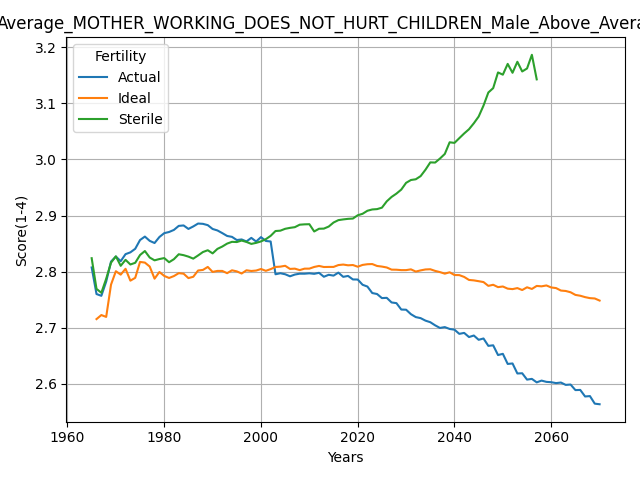 Average_MOTHER_WORKING_DOES_NOT_HURT_CHILDREN_Male_Above_Avera
Fertility
Actual
Ideal
Sterile
Score(1-4)
3.2
3.1
3.0
2.9
2.8
2.7
2.6
1960 1980 2000 2020 2040 2060
Years